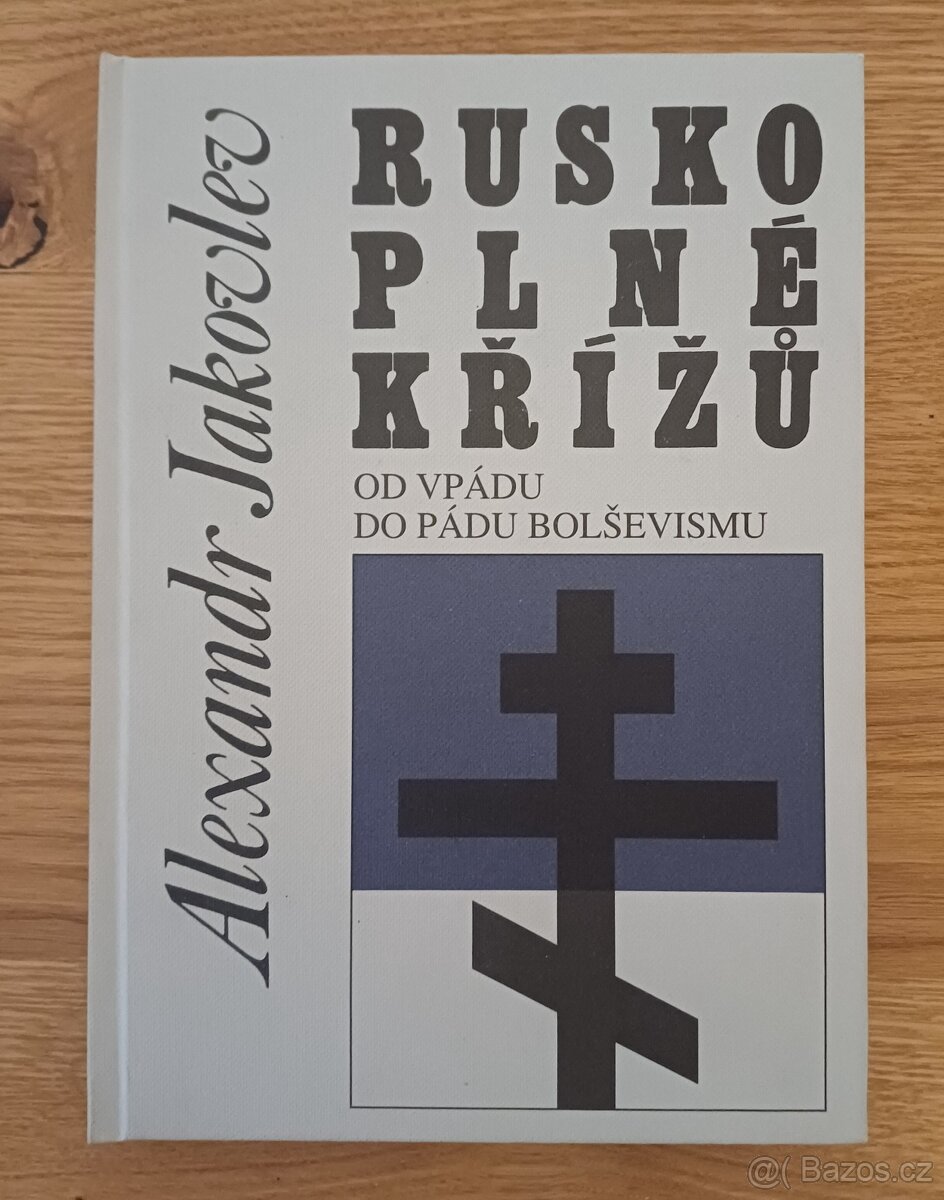 Alexandr Jakovlev
RUSKO
PLNÉ
KŘÍŽŮ
OD VPÁDU
DO PÁDU BOLŠEVISMU
@( Bazos.cz